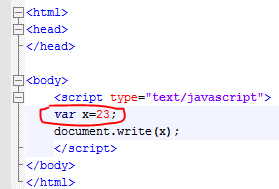 <html>
<head>
</head>
<body>
<script type="text/javascript">
var x=23;
document.write(x);
</script>
</body>
</html>